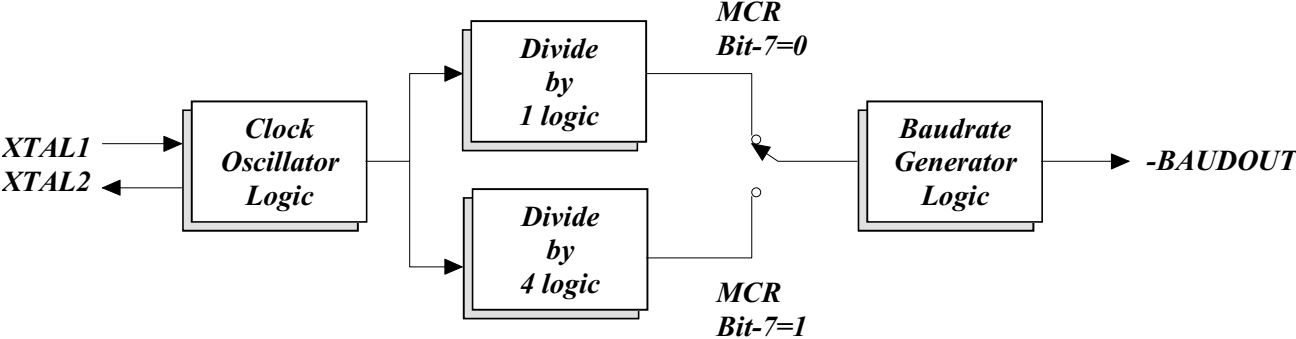 MCR
Bit-7=0
Divide
by
1 logic
Clock
Oscillator
Logic
XTAL1
XTAL2
Baudrate
Generator
Logic
-BAUDOUT
Divide
by
4 logic
MCR
Bit-7=1